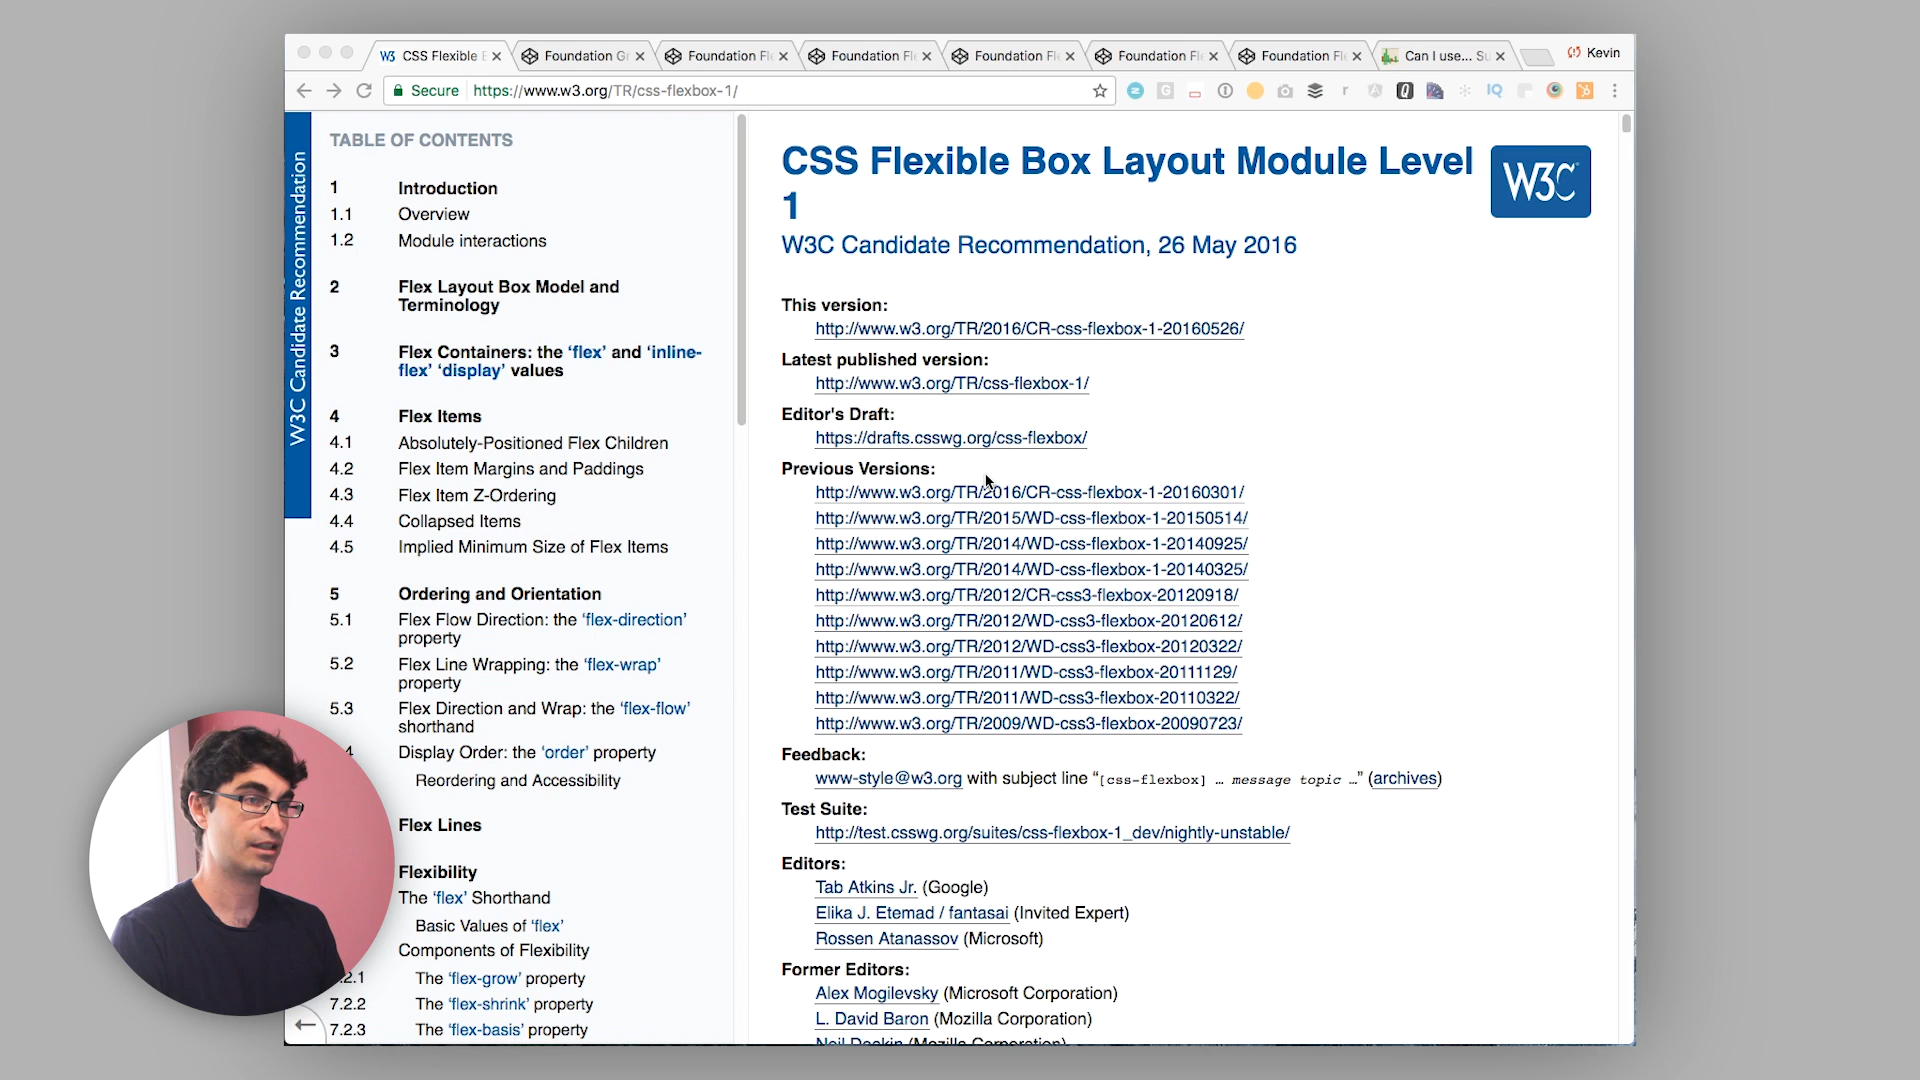 CSS Flexible
Foundation Gr
Foundation Fl
Foundation Fl
Foundation Fl
Foundation Fl
Foundation Fl
Can I use... Su
Kevin
Secure
https://www.w3.org/TR/css-flexbox-1/
W3C Candidate Recommendation
TABLE OF CONTENTS
1 Introduction
1.1 Overview
1.2 Module interactions
2 Flex Layout Box Model and
Terminology
3 Flex Containers: the ‘flex’ and ‘inline-
flex’ ‘display’ values
4 Flex Items
4.1 Absolutely-Positioned Flex Children
4.2 Flex Item Margins and Paddings
4.3 Flex Item Z-Ordering
4.4 Collapsed Items
4.5 Implied Minimum Size of Flex Items
5 Ordering and Orientation
5.1 Flex Flow Direction: the ‘flex-direction’
property
5.2 Flex Line Wrapping: the ‘flex-wrap’
property
5.3 Flex Direction and Wrap: the ‘flex-flow’
shorthand
4 Display Order: the ‘order’ property
Reordering and Accessibility
Flex Lines
Flexibility
The ‘flex’ Shorthand
Basic Values of ‘flex’
Components of Flexibility
.2.1 The ‘flex-grow’ property
7.2.2 The ‘flex-shrink’ property
7.2.3 The ‘flex-basis’ property
CSS Flexible Box Layout Module Level
1
W3C
W3C Candidate Recommendation, 26 May 2016
This version:
http://www.w3.org/TR/2016/CR-css-flexbox-1-20160526/
Latest published version:
http://www.w3.org/TR/css-flexbox-1/
Editor's Draft:
https://drafts.csswg.org/css-flexbox/
Previous Versions:
http://www.w3.org/TR/2016/CR-css-flexbox-1-20160301/
http://www.w3.org/TR/2015/WD-css-flexbox-1-20150514/
http://www.w3.org/TR/2014/WD-css-flexbox-1-20140925/
http://www.w3.org/TR/2014/WD-css-flexbox-1-20140325/
http://www.w3.org/TR/2012/CR-css3-flexbox-20120918/
http://www.w3.org/TR/2012/WD-css3-flexbox-20120612/
http://www.w3.org/TR/2012/WD-css3-flexbox-20120322/
http://www.w3.org/TR/2011/WD-css3-flexbox-20111129/
http://www.w3.org/TR/2011/WD-css3-flexbox-20110322/
http://www.w3.org/TR/2009/WD-css3-flexbox-20090723/
Feedback:
www-style@w3.org with subject line “[css-flexbox] … message topic …” (archives)
Test Suite:
http://test.csswg.org/suites/css-flexbox-1_dev/nightly-unstable/
Editors:
Tab Atkins Jr. (Google)
Elika J. Etemad / fantasai (Invited Expert)
Rossen Atanassov (Microsoft)
Former Editors:
Alex Mogilevsky (Microsoft Corporation)
L. David Baron (Mozilla Corporation)
Neil Deakin (Mozilla Corporation)